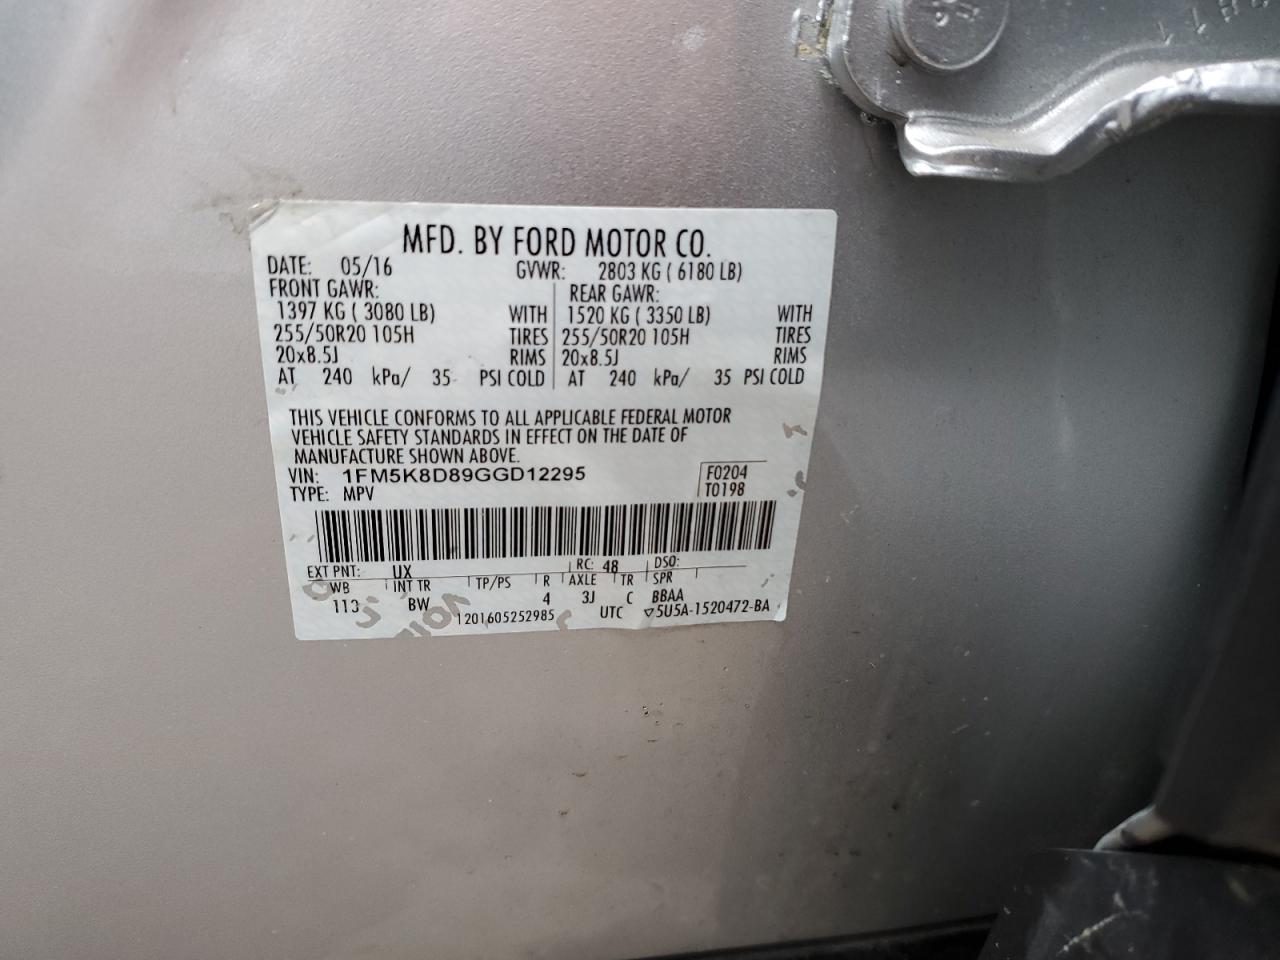 MFD. BY FORD MOTOR CO.
DATE: 05/16 GVWR: 2803 KG ( 6180 LB)
FRONT GAWR: REAR GAWR:
1397 KG ( 3080 LB) WITH 1520 KG ( 3350 LB) WITH
255/50R20 105H TIRES 255/50R20 105H TIRES
20x8.5J RIMS 20x8.5J RIMS
AT 240 kPa/ 35 PSI COLD AT 240 kPa/ 35 PSI COLD
THIS VEHICLE CONFORMS TO ALL APPLICABLE FEDERAL MOTOR
VEHICLE SAFETY STANDARDS IN EFFECT ON THE DATE OF
MANUFACTURE SHOWN ABOVE.
VIN: 1FM5K8D89GGD12295 F0204
TYPE: MPV T0198
EXT PNT: UX RC: 48 DSO:
WB INT TR TP/PS R AXLE TR SPR
113 BW 4 3J C BBAA
1201605252985 UTC ▽5U5A-1520472-BA